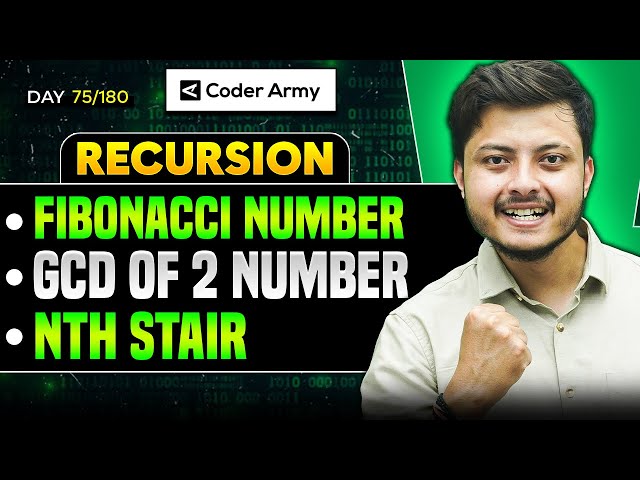 DAY 75/180
Coder Army
RECURSION
• FIBONACCI NUMBER
• GCD OF 2 NUMBER
• NTH STAIR